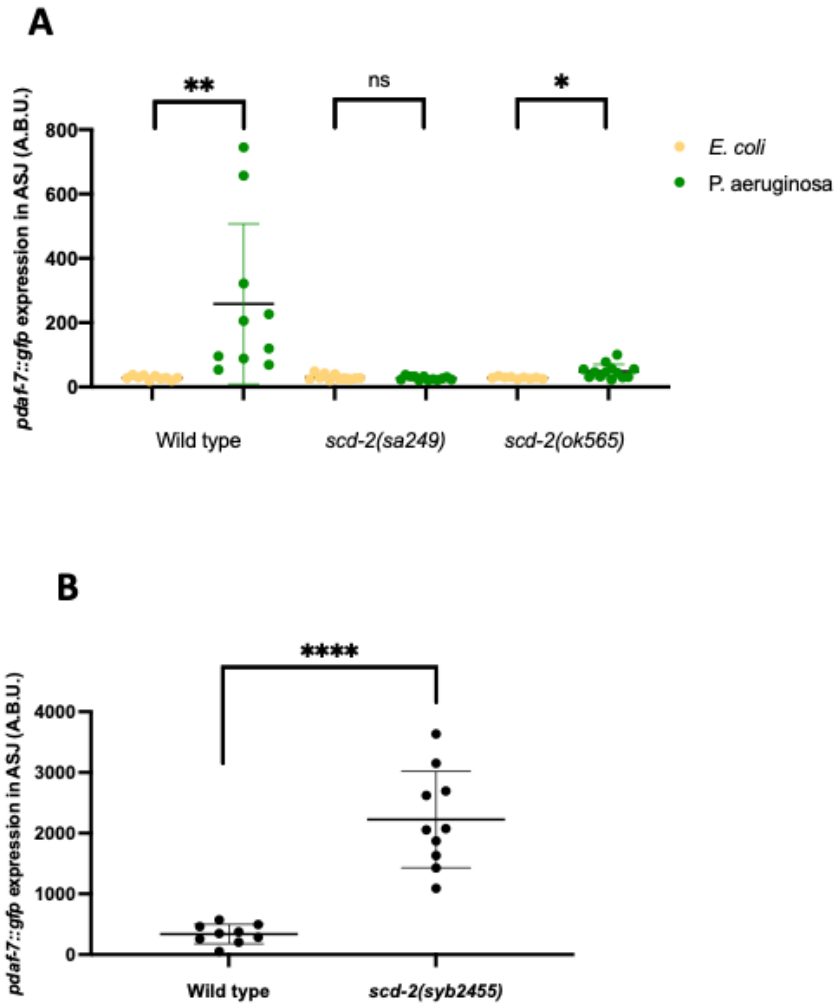 A
** ns *
pdaf-7::gfp expression in ASJ (A.B.U.)
800
600
400
200
0
E. coli
P. aeruginosa
Wild type scd-2(sa249) scd-2(ok565)
B
****
pdaf-7::gfp expression in ASJ (A.B.U.)
4000
3000
2000
1000
0
Wild type scd-2(syb2455)